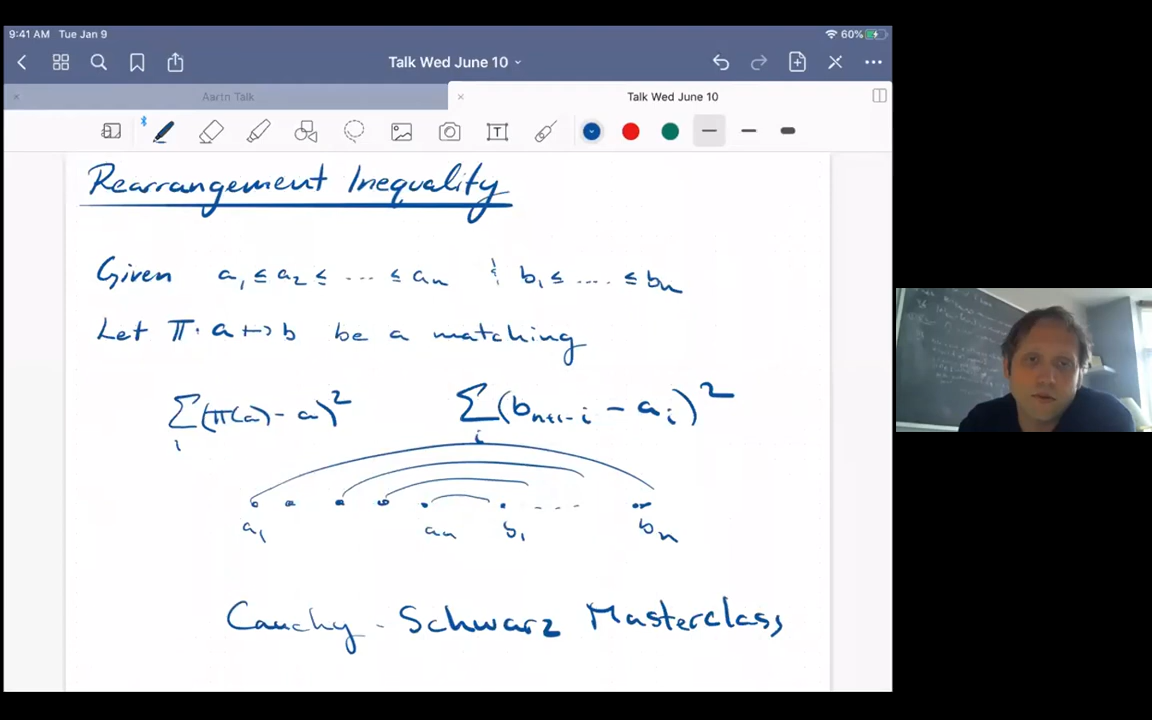 9:41 AM Tue Jan 9
60%
Talk Wed June 10
Aartn Talk
Talk Wed June 10
Rearrangement Inequality
Given a₁ ≤ a₂ ≤ .... ≤ aₙ & b₁ ≤ .... ≤ bₙ
Let π: a ↦ b be a matching
∑ᵢ (π(a) - a)² ∑ᵢ (bₙ₊₁₋ᵢ - aᵢ)²
a₁ aₙ b₁ bₙ
Cauchy - Schwarz Masterclass